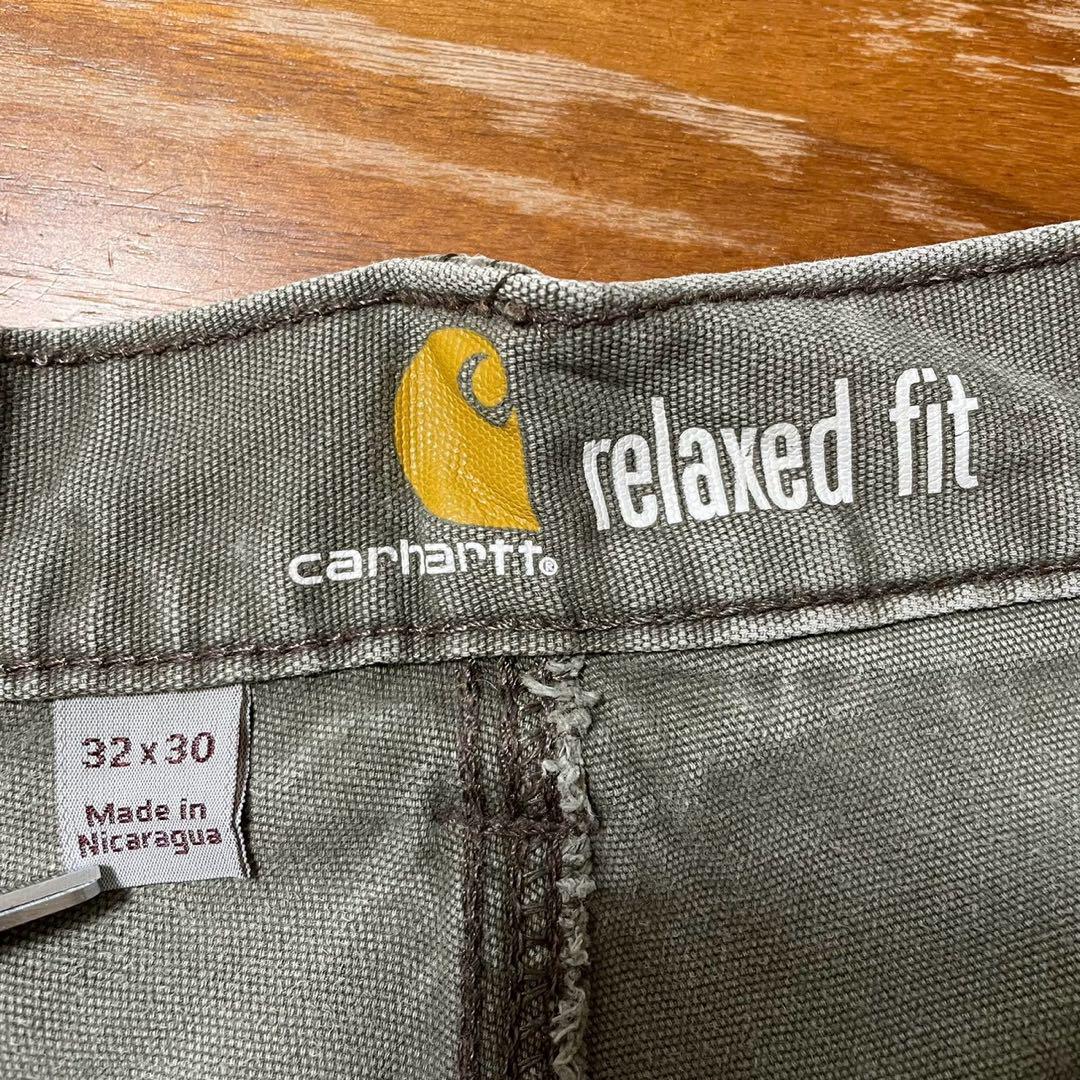 relaxed fit
carhartt®
32 x 30
Made in
Nicaragua